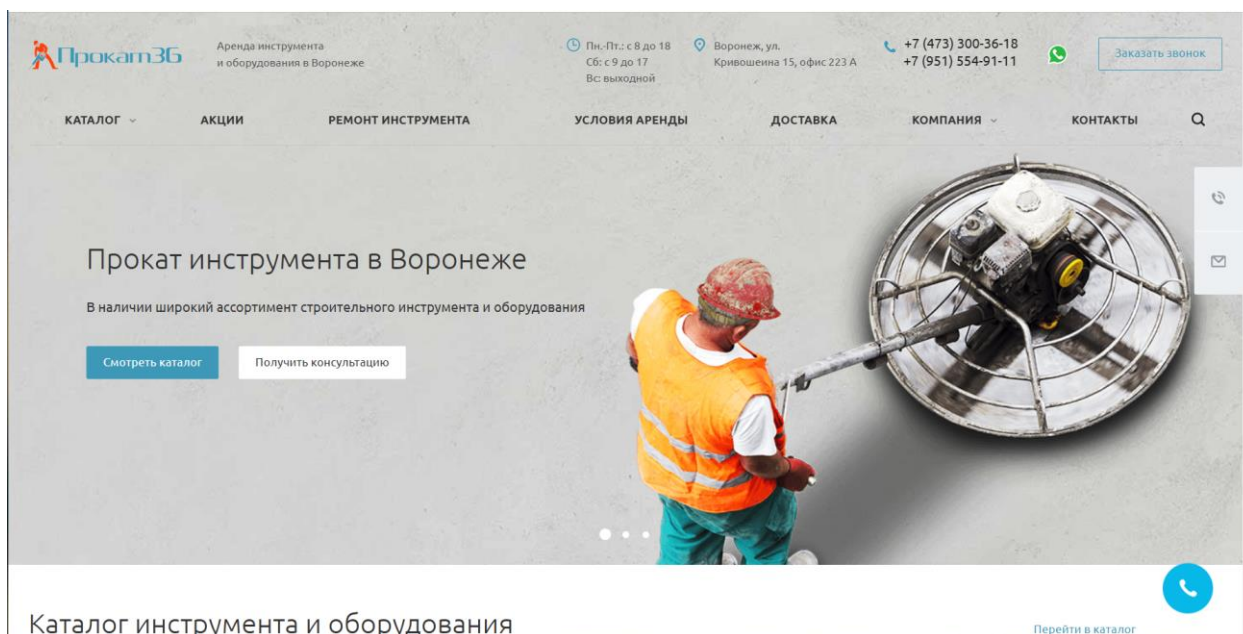 Прокат36
Аренда инструмента
и оборудования в Воронеже
Пн.-Пт.: с 8 до 18
Сб: с 9 до 17
Вс: выходной
Воронеж, ул.
Кривошеина 15, офис 223 А
+7 (473) 300-36-18
+7 (951) 554-91-11
Заказать звонок
КАТАЛОГ
АКЦИИ
РЕМОНТ ИНСТРУМЕНТА
УСЛОВИЯ АРЕНДЫ
ДОСТАВКА
КОМПАНИЯ
КОНТАКТЫ
Прокат инструмента в Воронеже
В наличии широкий ассортимент строительного инструмента и оборудования
Смотреть каталог
Получить консультацию
Каталог инструмента и оборудования
Перейти в каталог